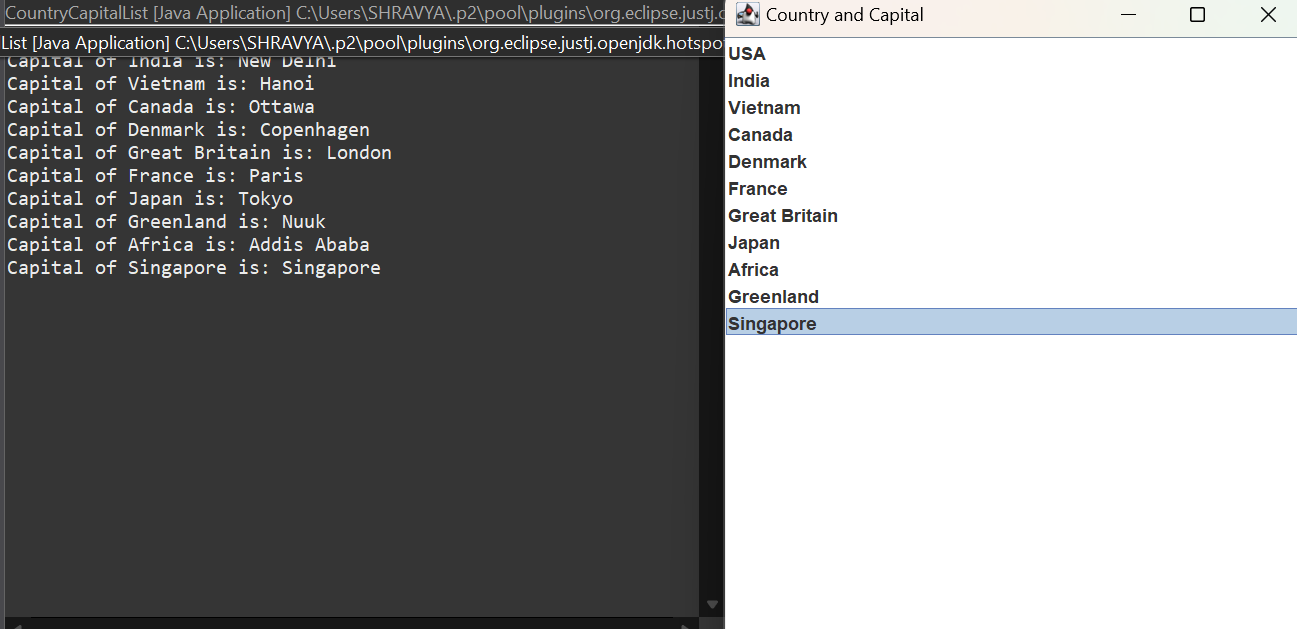 CountryCapitalList [Java Application] C:\Users\SHRAVYA\.p2\pool\plugins\org.eclipse.justj.o
List [Java Application] C:\Users\SHRAVYA\.p2\pool\plugins\org.eclipse.justj.openjdk.hotspo
Capital of India is: New Delhi
Capital of Vietnam is: Hanoi
Capital of Canada is: Ottawa
Capital of Denmark is: Copenhagen
Capital of Great Britain is: London
Capital of France is: Paris
Capital of Japan is: Tokyo
Capital of Greenland is: Nuuk
Capital of Africa is: Addis Ababa
Capital of Singapore is: Singapore
Country and Capital
USA
India
Vietnam
Canada
Denmark
France
Great Britain
Japan
Africa
Greenland
Singapore